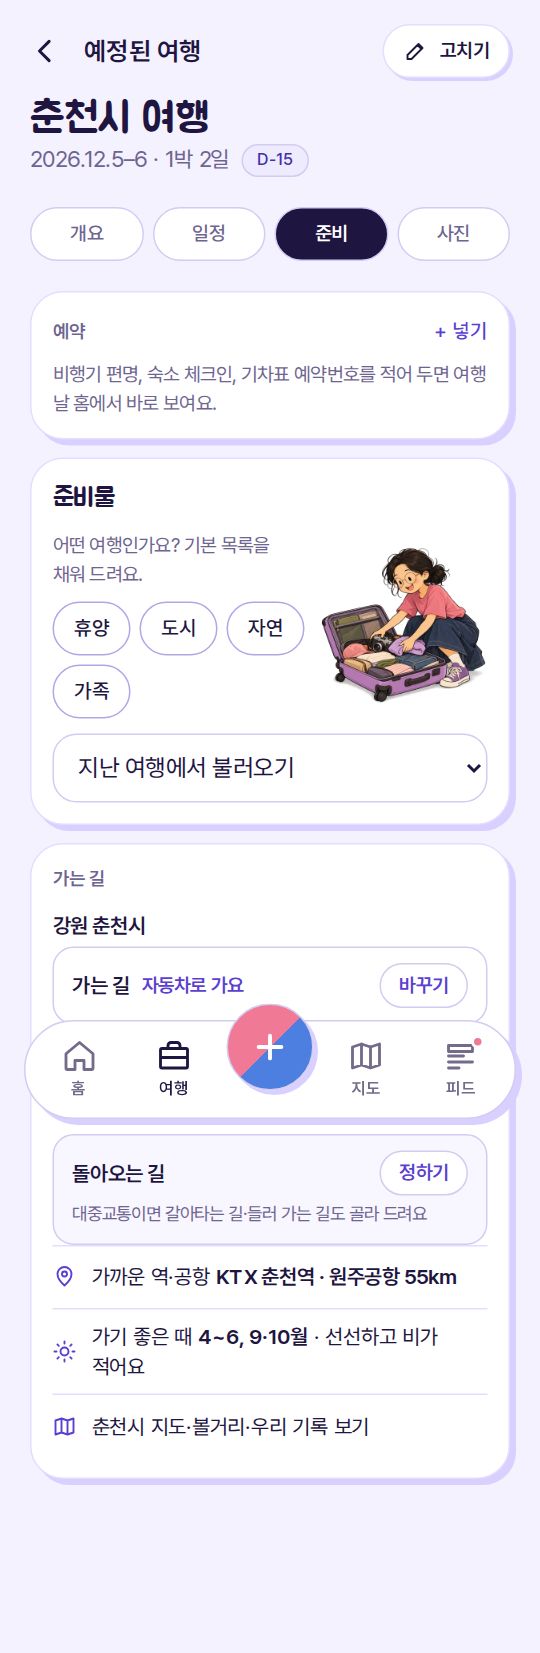 예정된 여행
고치기
춘천시 여행
2026.12.5–6 · 1박 2일 D-15
개요 일정 준비 사진
예약 + 넣기
비행기 편명, 숙소 체크인, 기차표 예약번호를 적어 두면 여행
날 홈에서 바로 보여요.
준비물
어떤 여행인가요? 기본 목록을
채워 드려요.
휴양 도시 자연
가족
지난 여행에서 불러오기
가는 길
강원 춘천시
가는 길 자동차로 가요 바꾸기
홈 여행 + 지도 피드
돌아오는 길 정하기
대중교통이면 갈아타는 길·들러 가는 길도 골라 드려요
가까운 역·공항 KTX 춘천역 · 원주공항 55km
가기 좋은 때 4~6, 9·10월 · 선선하고 비가
적어요
춘천시 지도·볼거리·우리 기록 보기